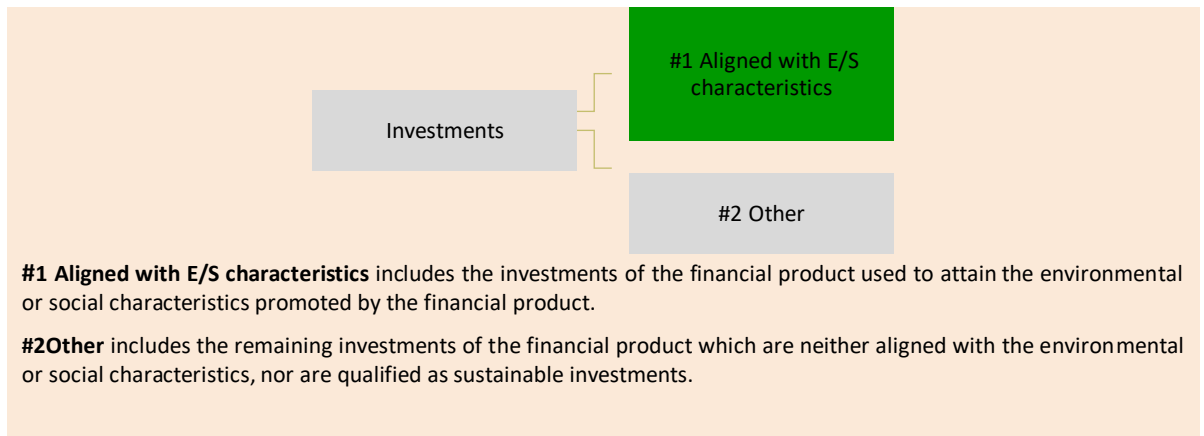 #1 Aligned with E/S
characteristics
Investments
#2 Other
#1 Aligned with E/S characteristics includes the investments of the financial product used to attain the environmental
or social characteristics promoted by the financial product.
#2Other includes the remaining investments of the financial product which are neither aligned with the environmental
or social characteristics, nor are qualified as sustainable investments.